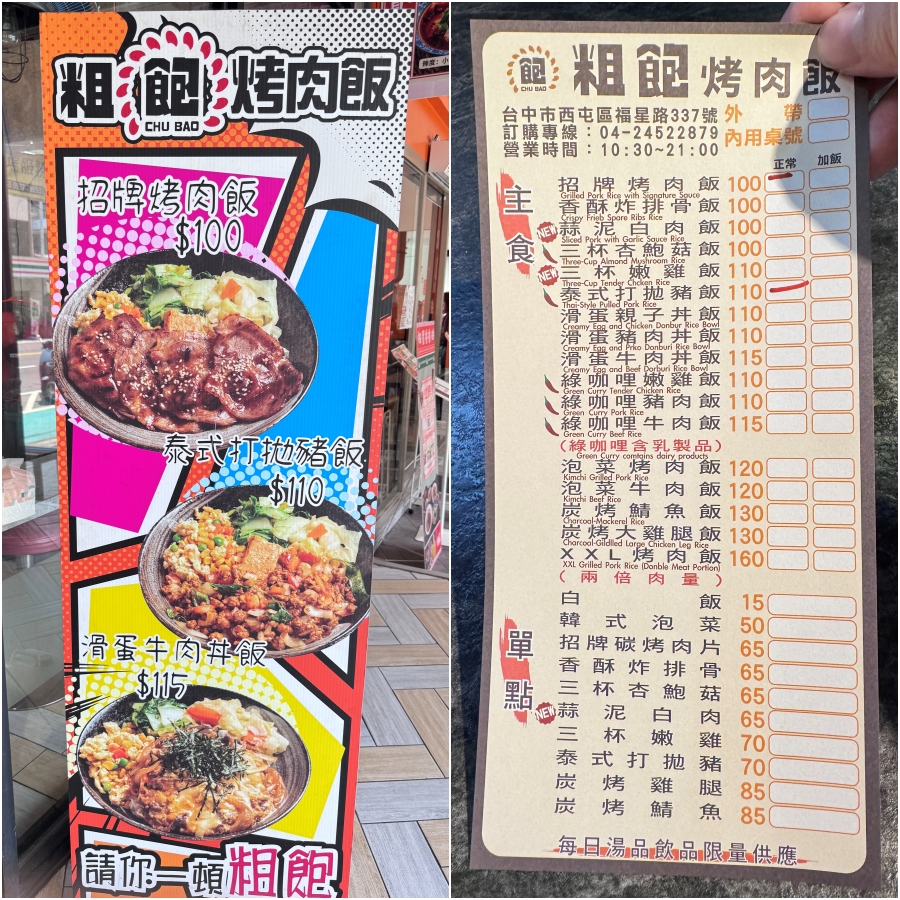 粗飽烤肉飯
CHU BAO
招牌烤肉飯
$100
泰式打拋豬飯
$110
滑蛋牛肉丼飯
$115
請你一頓粗飽
飽
CHU BAO
粗飽烤肉飯
台中市西屯區福星路337號
訂購專線：04-24522879
營業時間：10:30~21:00
外帶
內用桌號
正常 加飯
主食
招牌烤肉飯 100
Grilled Pork Rice with Signature Sauce
香酥炸排骨飯 100
Crispy Frieb Spare Ribs Rice
NEW 蒜泥白肉飯 100
Sliced Pork with Garlic Sauce Rice
三杯杏鮑菇飯 100
Three-Cup Almond Mushroom Rice
NEW 三杯嫩雞飯 110
Three-Cup Tender Chcken Rice
泰式打拋豬飯 110
Thai-Style Pulled Pork Rice
滑蛋親子丼飯 110
Creamy Egg and Chicken Donbur Rice Bowl
滑蛋豬肉丼飯 110
Creamy Egg and Prko Donburi Rice Bowl
滑蛋牛肉丼飯 115
Creamy Egg and Beef Dorburi Rice Bowl
綠咖哩嫩雞飯 110
Green Curry Tender Chicken Rice
綠咖哩豬肉飯 110
Green Curry Pork Rice
綠咖哩牛肉飯 115
Green Curry Beef Rice
(綠咖哩含乳製品)
Green Curry comtgins dairy products
泡菜烤肉飯 120
Kimchi Grilled Pork Rice
泡菜牛肉飯 120
Kimchi Beef Rice
炭烤鯖魚飯 130
Charcoal-Mackerel Rice
炭烤大雞腿飯 130
Charcoal-Gildlled Large Chicken Leg Rice
XXL烤肉飯 160
XXL Grilled Pork Rice (Donble Meat Portion)
(兩倍肉量)
單點
白飯 15
韓式泡菜 50
招牌碳烤肉片 65
香酥炸排骨 65
三杯杏鮑菇 65
NEW 蒜泥白肉 65
三杯嫩雞 70
泰式打拋豬 70
炭烤雞腿 85
炭烤鯖魚 85
每日湯品飲品限量供應